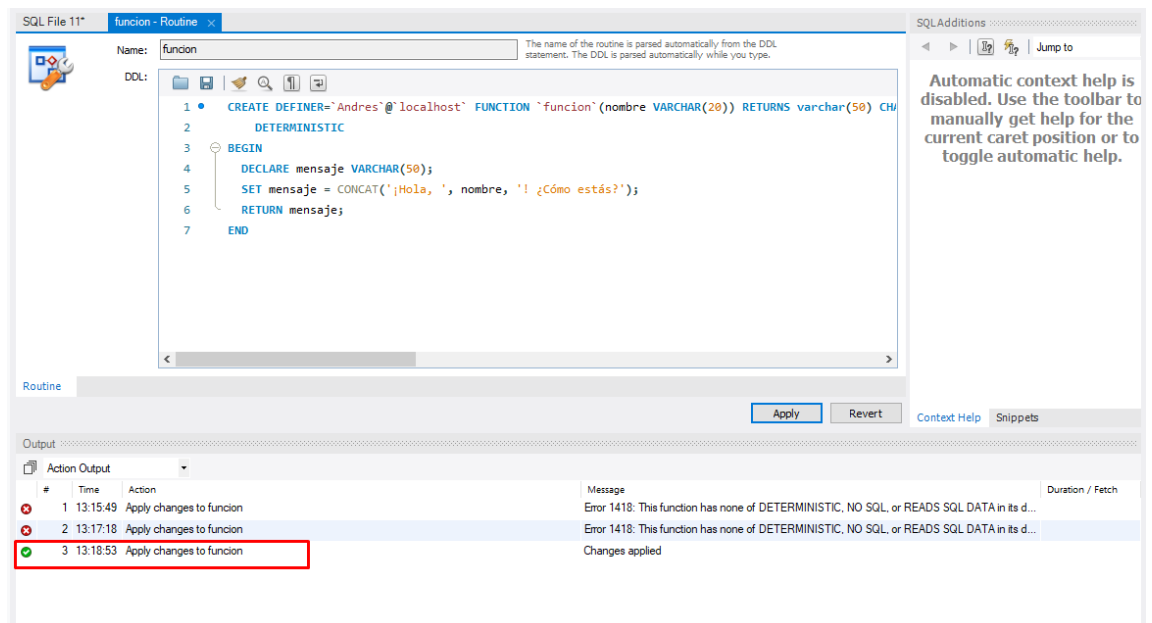 SQL File 11*
funcion - Routine
Name:
funcion
The name of the routine is parsed automatically from the DDL
statement. The DDL is parsed automatically while you type.
DDL:
1 CREATE DEFINER=`Andres`@`localhost` FUNCTION `funcion`(nombre VARCHAR(20)) RETURNS varchar(50) CHA
2 DETERMINISTIC
3 BEGIN
4 DECLARE mensaje VARCHAR(50);
5 SET mensaje = CONCAT('¡Hola, ', nombre, '! ¿Cómo estás?');
6 RETURN mensaje;
7 END
Routine
Apply
Revert
SQLAdditions
Jump to
Automatic context help is
disabled. Use the toolbar to
manually get help for the
current caret position or to
toggle automatic help.
Context Help
Snippets
Output
Action Output
# Time Action Message Duration / Fetch
1 13:15:49 Apply changes to funcion Error 1418: This function has none of DETERMINISTIC, NO SQL, or READS SQL DATA in its d...
2 13:17:18 Apply changes to funcion Error 1418: This function has none of DETERMINISTIC, NO SQL, or READS SQL DATA in its d...
3 13:18:53 Apply changes to funcion Changes applied